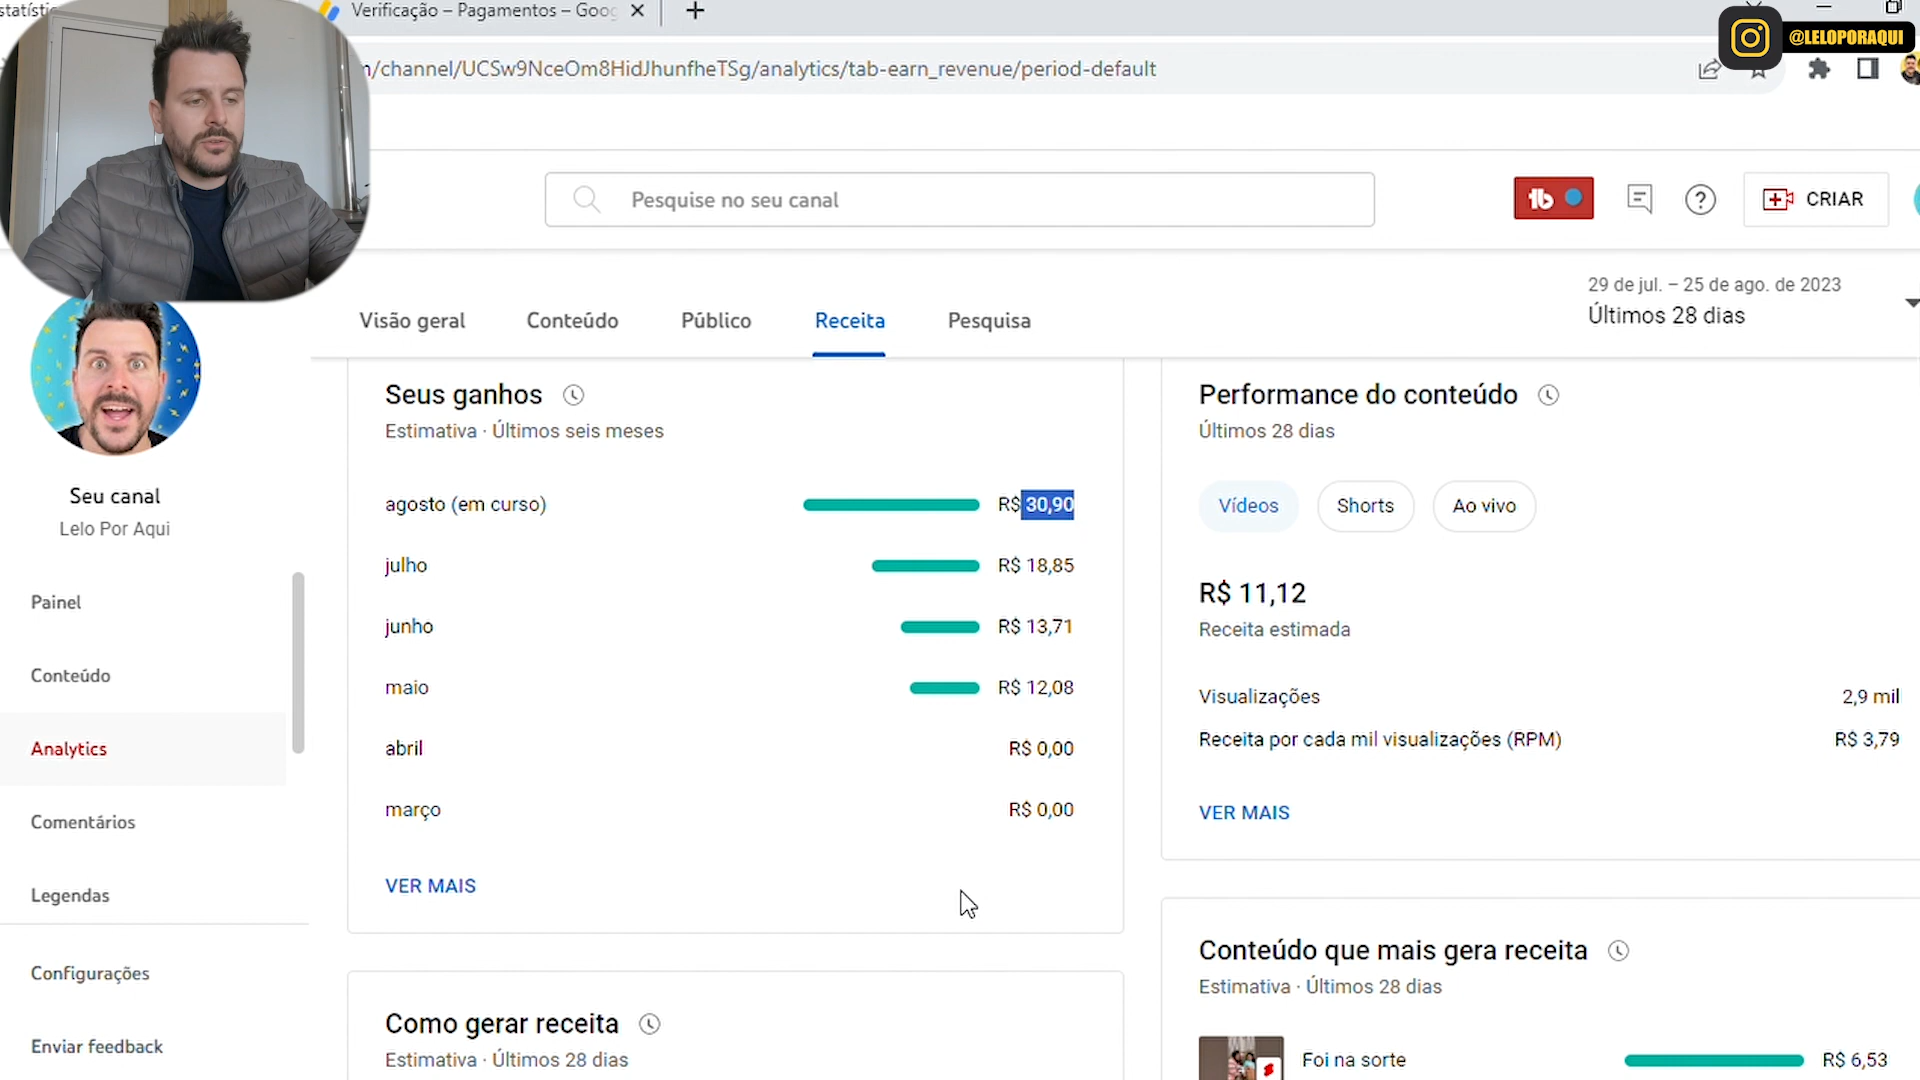 Verificação – Pagamentos – Goog
@LELOPORAQUI
/channel/UCSw9NceOm8HidJhunfheTSg/analytics/tab-earn_revenue/period-default
Pesquise no seu canal
CRIAR
29 de jul. – 25 de ago. de 2023
Últimos 28 dias
Visão geral
Conteúdo
Público
Receita
Pesquisa
Seu canal
Lelo Por Aqui
Painel
Conteúdo
Analytics
Comentários
Legendas
Configurações
Enviar feedback
Seus ganhos
Estimativa · Últimos seis meses
agosto (em curso) R$ 30,90
julho R$ 18,85
junho R$ 13,71
maio R$ 12,08
abril R$ 0,00
março R$ 0,00
VER MAIS
Como gerar receita
Estimativa · Últimos 28 dias
Performance do conteúdo
Últimos 28 dias
Vídeos
Shorts
Ao vivo
R$ 11,12
Receita estimada
Visualizações 2,9 mil
Receita por cada mil visualizações (RPM) R$ 3,79
VER MAIS
Conteúdo que mais gera receita
Estimativa · Últimos 28 dias
Foi na sorte R$ 6,53